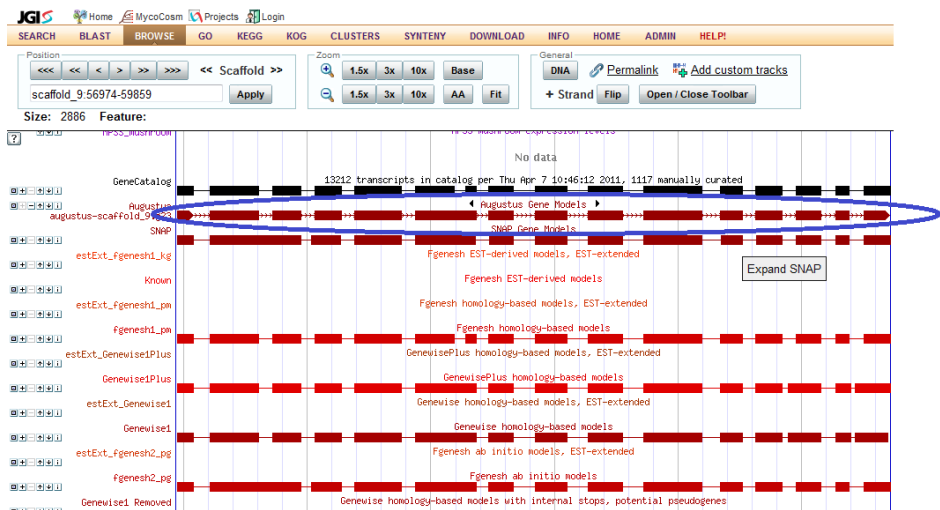 JGI Home MycoCosm Projects Login
SEARCH BLAST BROWSE GO KEGG KOG CLUSTERS SYNTENY DOWNLOAD INFO HOME ADMIN HELP!
Position Zoom General
<<< << < > >> >>> << Scaffold >> 1.5x 3x 10x Base DNA Permalink Add custom tracks
scaffold_9:56974-59859 Apply 1.5x 3x 10x AA Fit + Strand Flip Open / Close Toolbar
Size: 2886 Feature:
?
No data
GeneCatalog 13212 transcripts in catalog per Thu Apr 7 10:46:12 2011, 1117 manually curated
Augustus Augustus Gene Models
SNAP SNAP Gene Models
estExt_fgenesh1_kg Fgenesh EST-derived models, EST-extended
Expand SNAP
Known Fgenesh EST-derived models
estExt_fgenesh1_pm Fgenesh homology-based models, EST-extended
fgenesh1_pm Fgenesh homology-based models
estExt_Genewise1Plus GenewisePlus homology-based models, EST-extended
Genewise1Plus GenewisePlus homology-based models
estExt_Genewise1 Genewise homology-based models, EST-extended
Genewise1 Genewise homology-based models
estExt_fgenesh2_pg Fgenesh ab initio models, EST-extended
fgenesh2_pg Fgenesh ab initio models
Genewise1 Removed Genewise homology-based models with internal stops, potential pseudogenes